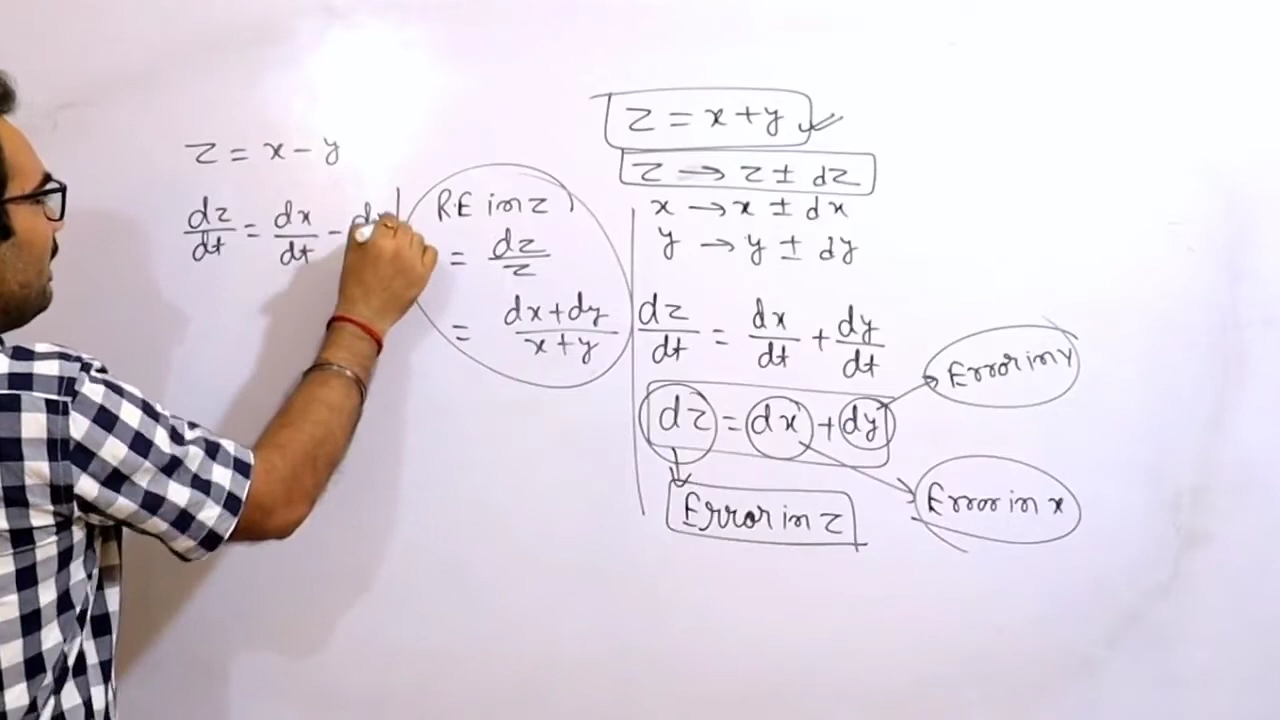 z = x - y
dz/dt = dx/dt -
R.E in z
= dz/z
= dx+dy/x+y
z = x + y
z → z ± dz
x → x ± dx
y → y ± dy
dz/dt = dx/dt + dy/dt
dz = dx + dy
Error in y
Error in z
Error in x